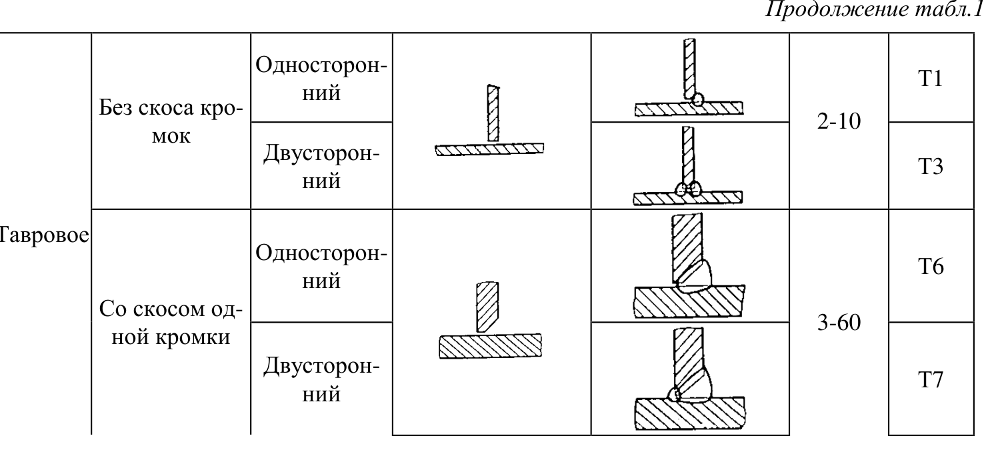 Продолжение табл.1
Тавровое
Без скоса кро-
мок
Односторон-
ний
2-10
Т1
Двусторон-
ний
Т3
Со скосом од-
ной кромки
Односторон-
ний
3-60
Т6
Двусторон-
ний
Т7